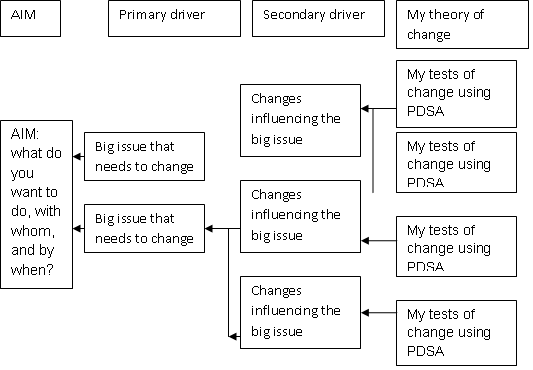 AIM
Primary driver
Secondary driver
My theory of
change
My tests of
change using
PDSA
Changes
influencing the
big issue
AIM:
what do
you
want to
do, with
whom,
and by
when?
Big issue that
needs to change
My tests of
change using
PDSA
Big issue that
needs to change
Changes
influencing the
big issue
My tests of
change using
PDSA
Changes
influencing the
big issue
My tests of
change using
PDSA